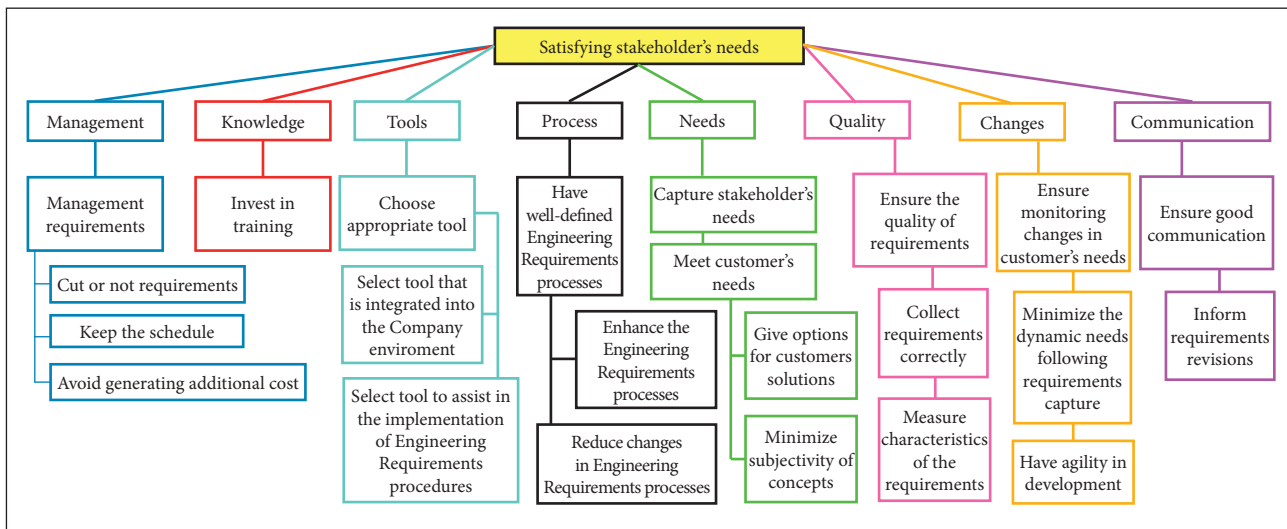 Satisfying stakeholder's needs
Management
Knowledge
Tools
Process
Needs
Quality
Changes
Communication
Management
requirements
Cut or not requirements
Keep the schedule
Avoid generating additional cost
Invest in
training
Choose
appropriate tool
Select tool that
is integrated into
the Company
enviroment
Select tool to assist in
the implementation
of Engineering
Requirements
procedures
Have
well-defined
Engineering
Requirements
processes
Enhance the
Engineering
Requirements
processes
Reduce changes
in Engineering
Requirements processes
Capture stakeholder's
needs
Meet customer's
needs
Give options
for customers
solutions
Minimize
subjectivity of
concepts
Ensure the
quality of
requirements
Collect
requirements
correctly
Measure
characteristics
of the
requirements
Ensure
monitoring
changes in
customer's needs
Minimize the
dynamic needs
following
requirements
capture
Have agility in
development
Ensure good
communication
Inform
requirements
revisions